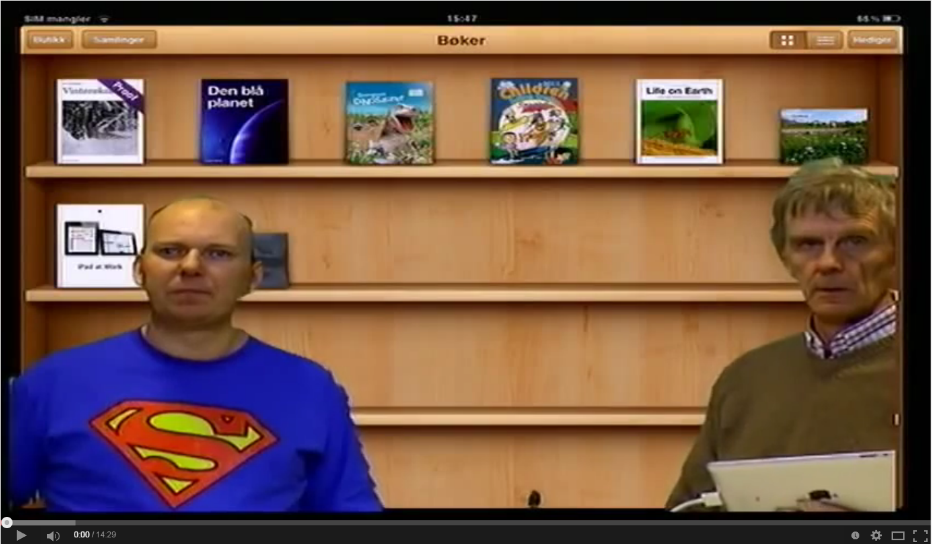 SIM mangler
15:47
Butikk
Samlinger
Bøker
Rediger
Proof
Den blå
planet
Children
Life on Earth
iPad at Work
S
0:00 / 14:29